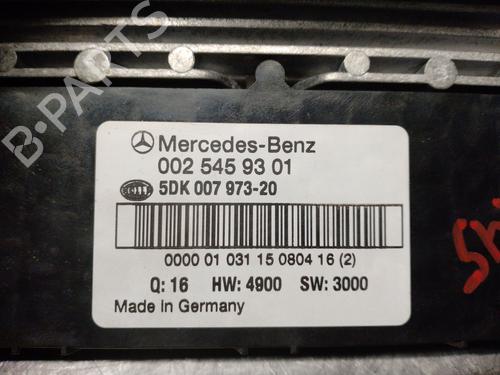 B-PARTS
Mercedes-Benz
002 545 93 01
HELLA 5DK 007 973-20
0000 01 031 15 0804 16 (2)
Q: 16 HW: 4900 SW: 3000
Made in Germany